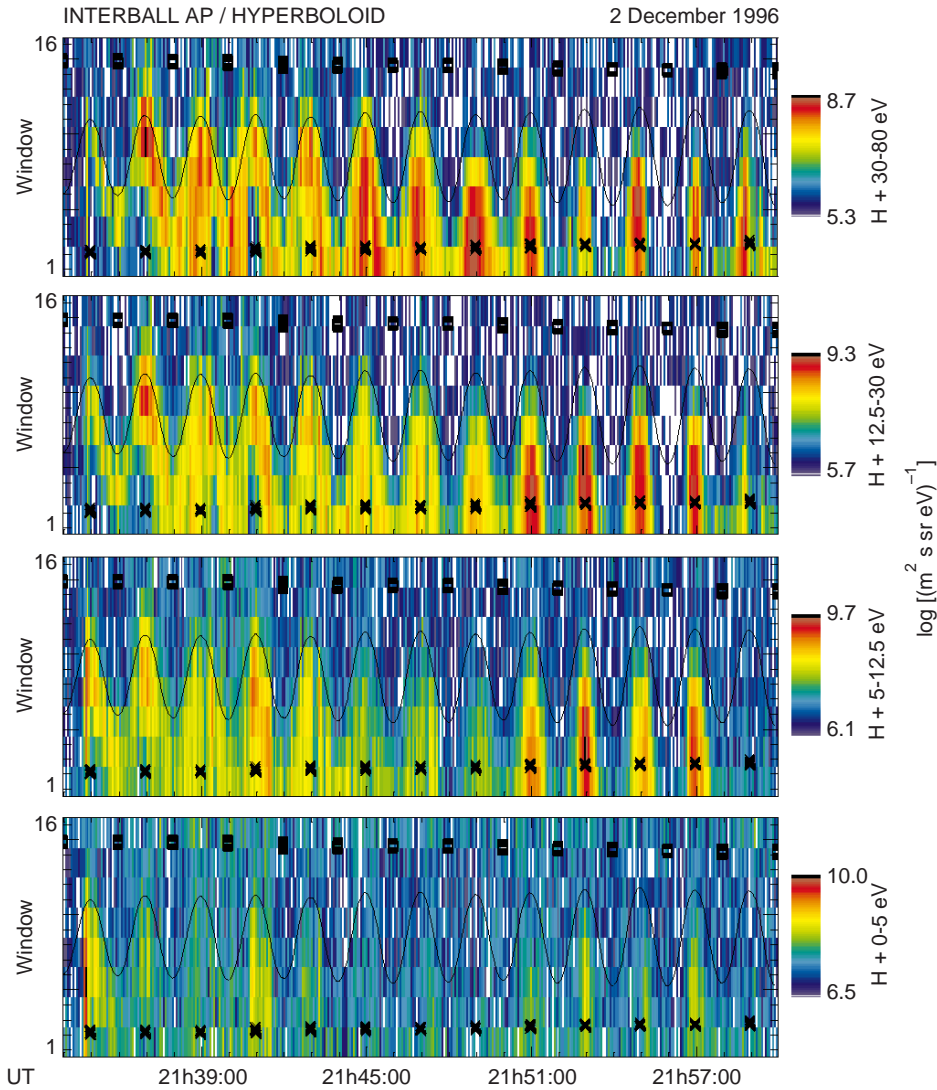 INTERBALL AP / HYPERBOLOID 2 December 1996
16
Window
1
8.7
5.3
H + 30-80 eV
16
Window
1
9.3
5.7
H + 12.5-30 eV
log [(m² s sr eV)⁻¹]
16
Window
1
9.7
6.1
H + 5-12.5 eV
16
Window
1
10.0
6.5
H + 0-5 eV
UT 21h39:00 21h45:00 21h51:00 21h57:00